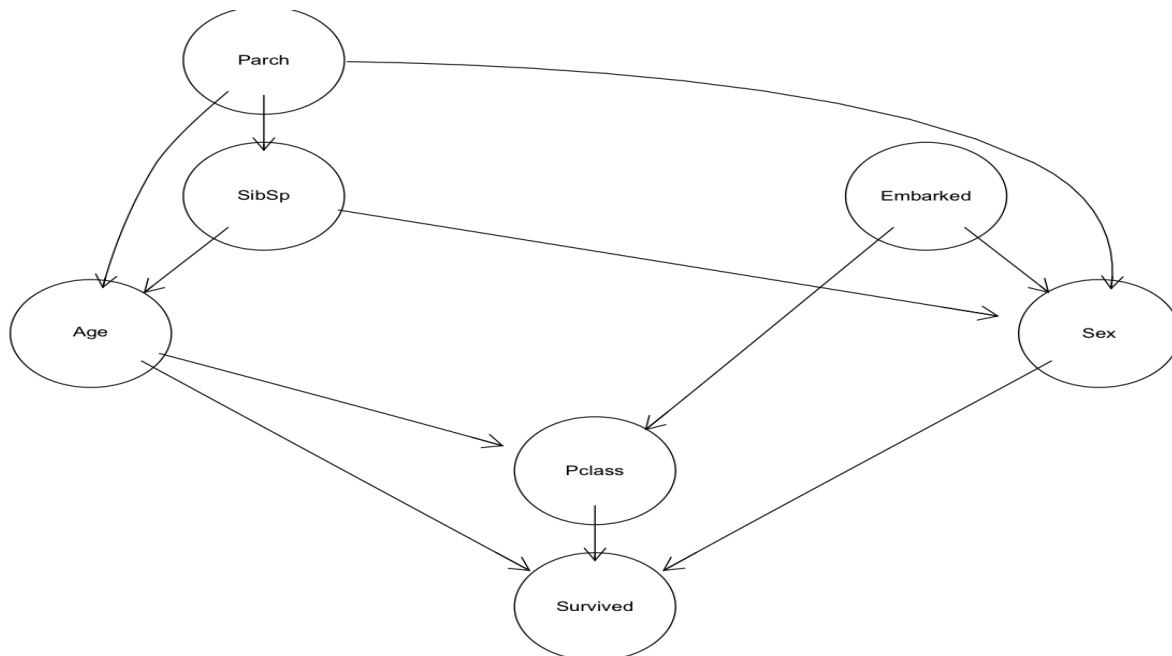 Parch
SibSp
Embarked
Age
Sex
Pclass
Survived